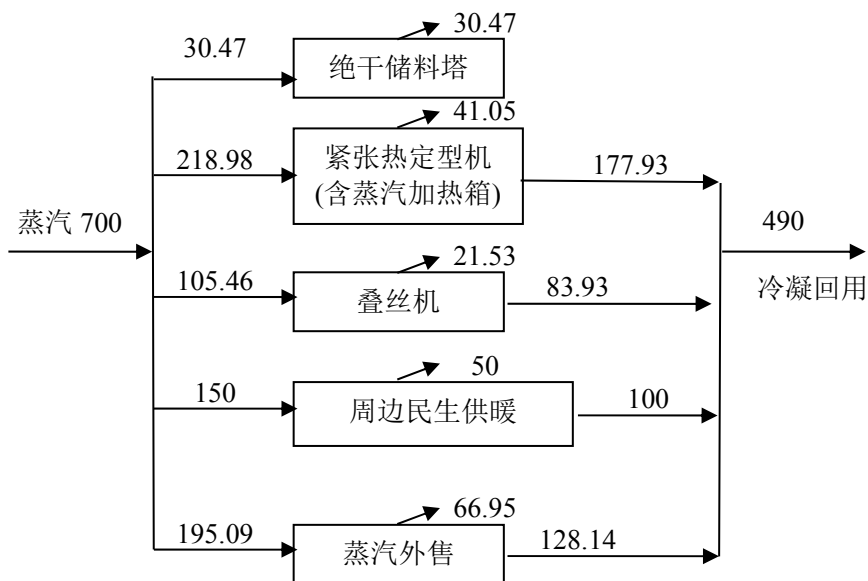 30.47
30.47
绝干储料塔
41.05
218.98
紧张热定型机
(含蒸汽加热箱)
177.93
蒸汽 700
490
冷凝回用
21.53
105.46
叠丝机
83.93
50
150
周边民生供暖
100
66.95
195.09
蒸汽外售
128.14